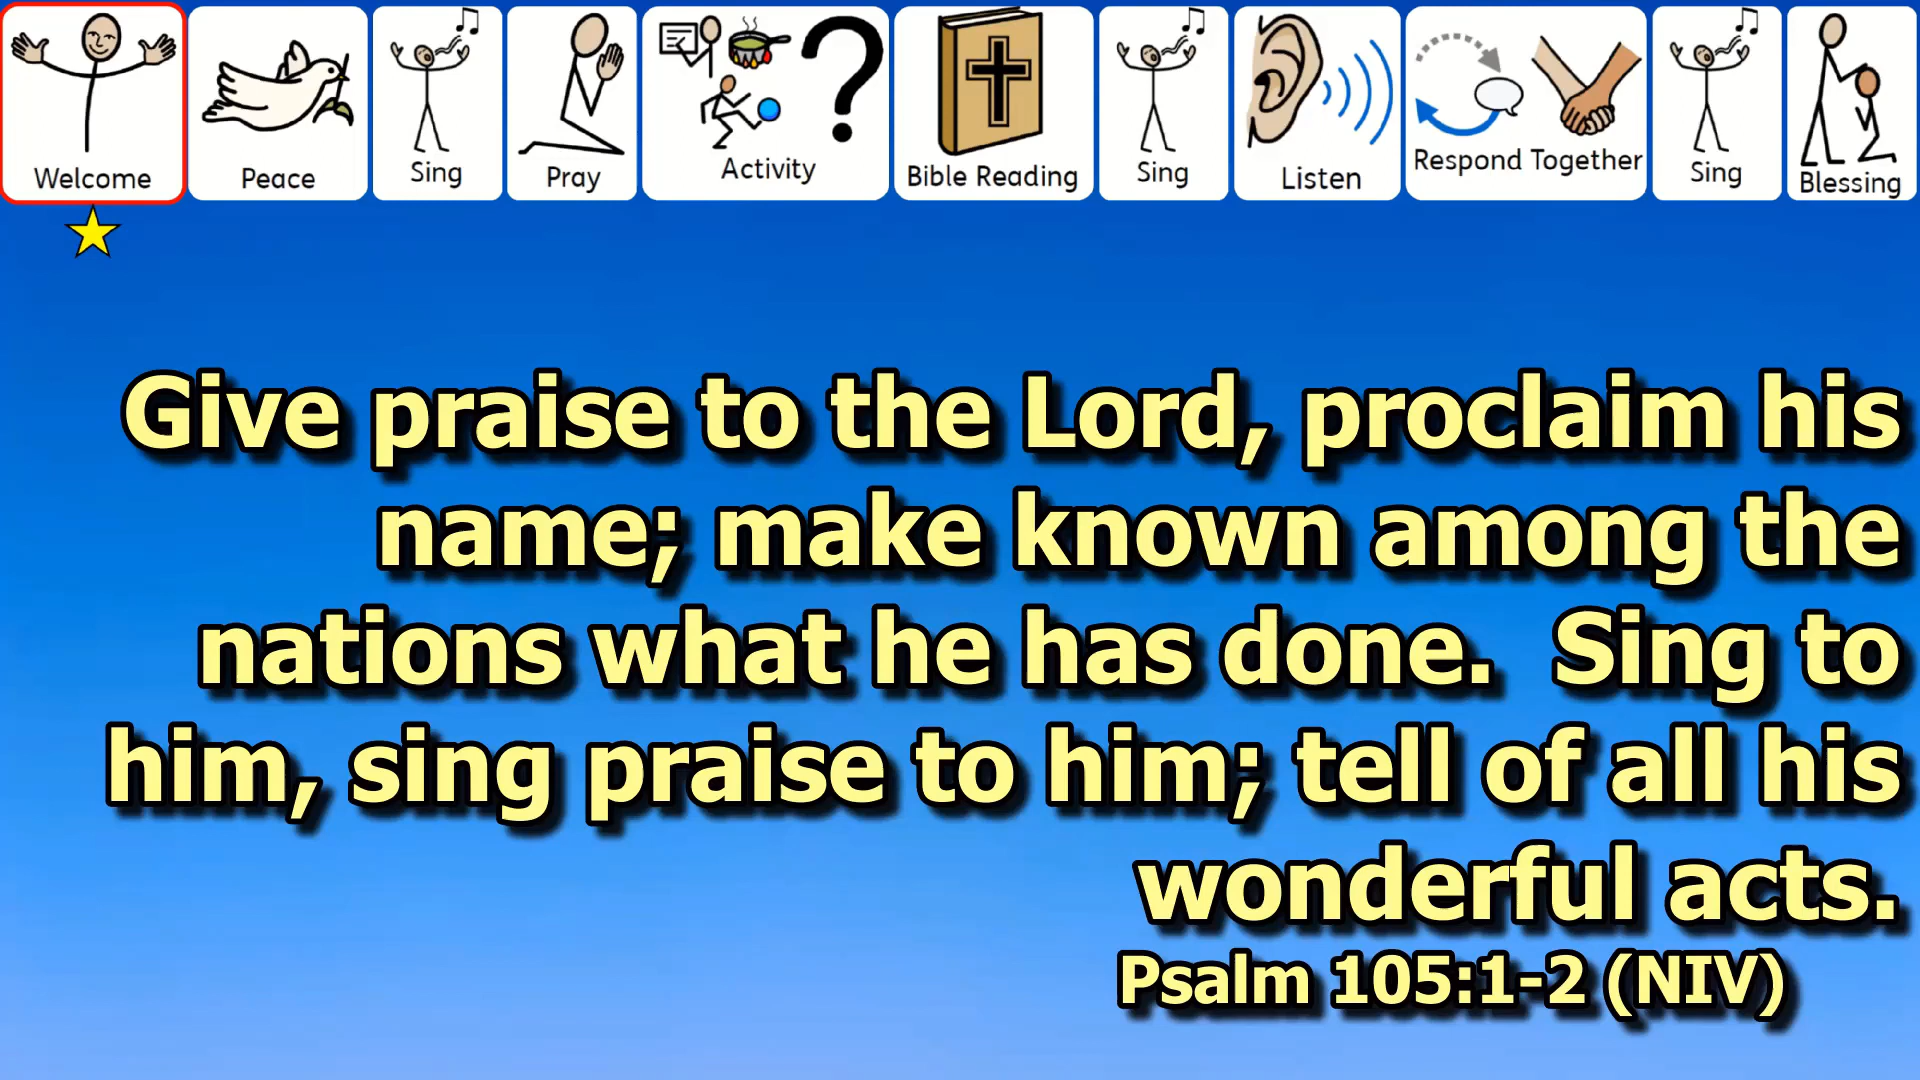 Welcome
Peace
Sing
Pray
Activity
Bible Reading
Sing
Listen
Respond Together
Sing
Blessing
Give praise to the Lord, proclaim his
name; make known among the
nations what he has done.  Sing to
him, sing praise to him; tell of all his
wonderful acts.
Psalm 105:1-2 (NIV)